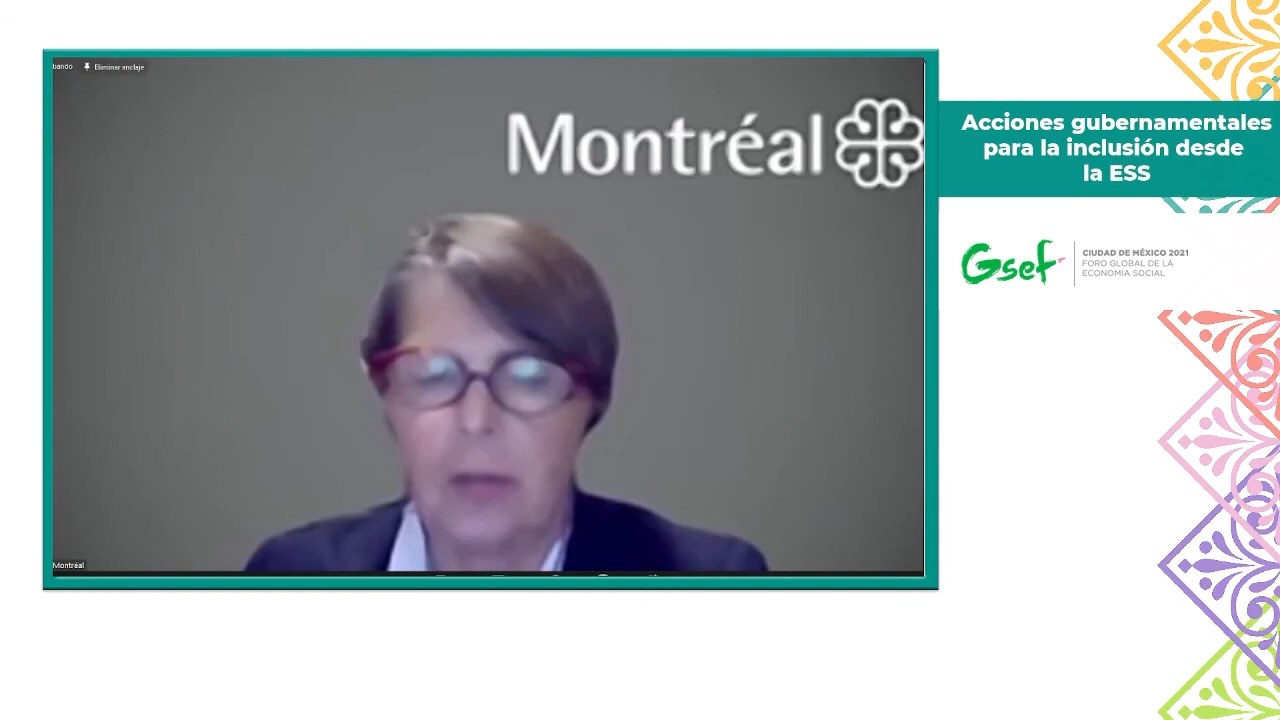 bando Eliminar anclaje
Montréal
Montréal
Acciones gubernamentales
para la inclusión desde
la ESS
Gsef
CIUDAD DE MÉXICO 2021
FORO GLOBAL DE LA
ECONOMÍA SOCIAL